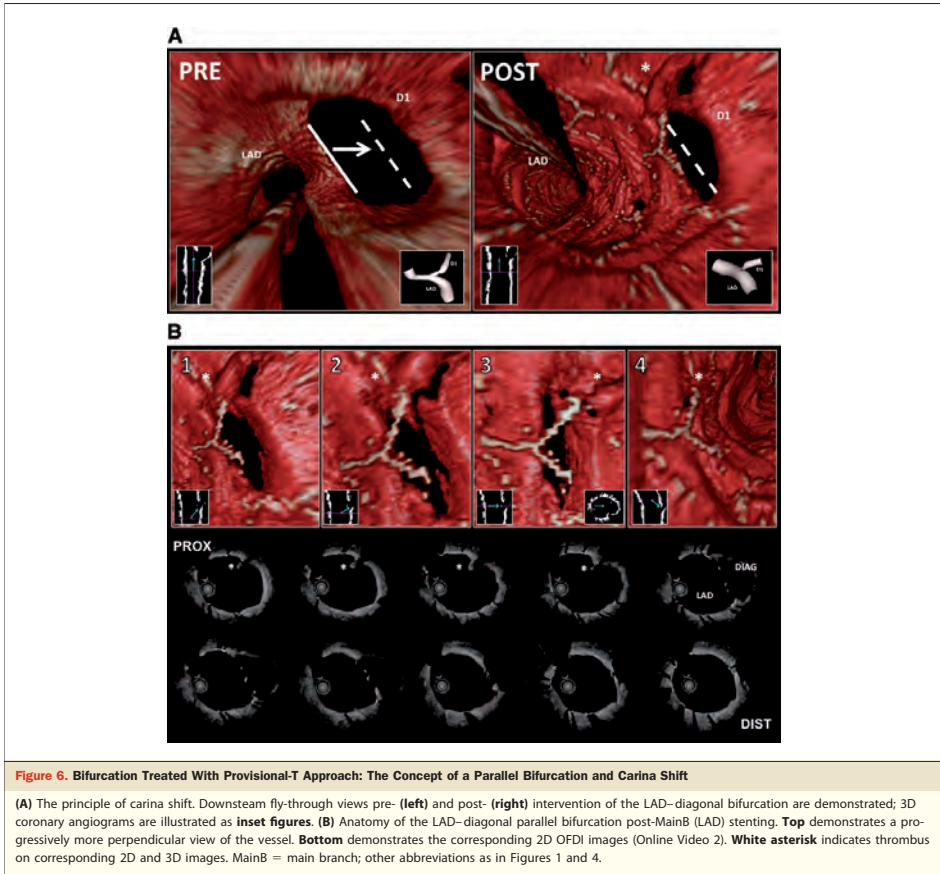 A
PRE
D1
LAD
D1
LAD
POST
*
D1
LAD
D1
LAD
B
1
*
2
*
3
*
4
*
PROX
*
*
*
*
DIAG
LAD
DIST
Figure 6. Bifurcation Treated With Provisional-T Approach: The Concept of a Parallel Bifurcation and Carina Shift
(A) The principle of carina shift. Downsteam fly-through views pre- (left) and post- (right) intervention of the LAD–diagonal bifurcation are demonstrated; 3D
coronary angiograms are illustrated as inset figures. (B) Anatomy of the LAD–diagonal parallel bifurcation post-MainB (LAD) stenting. Top demonstrates a pro-
gressively more perpendicular view of the vessel. Bottom demonstrates the corresponding 2D OFDI images (Online Video 2). White asterisk indicates thrombus
on corresponding 2D and 3D images. MainB = main branch; other abbreviations as in Figures 1 and 4.